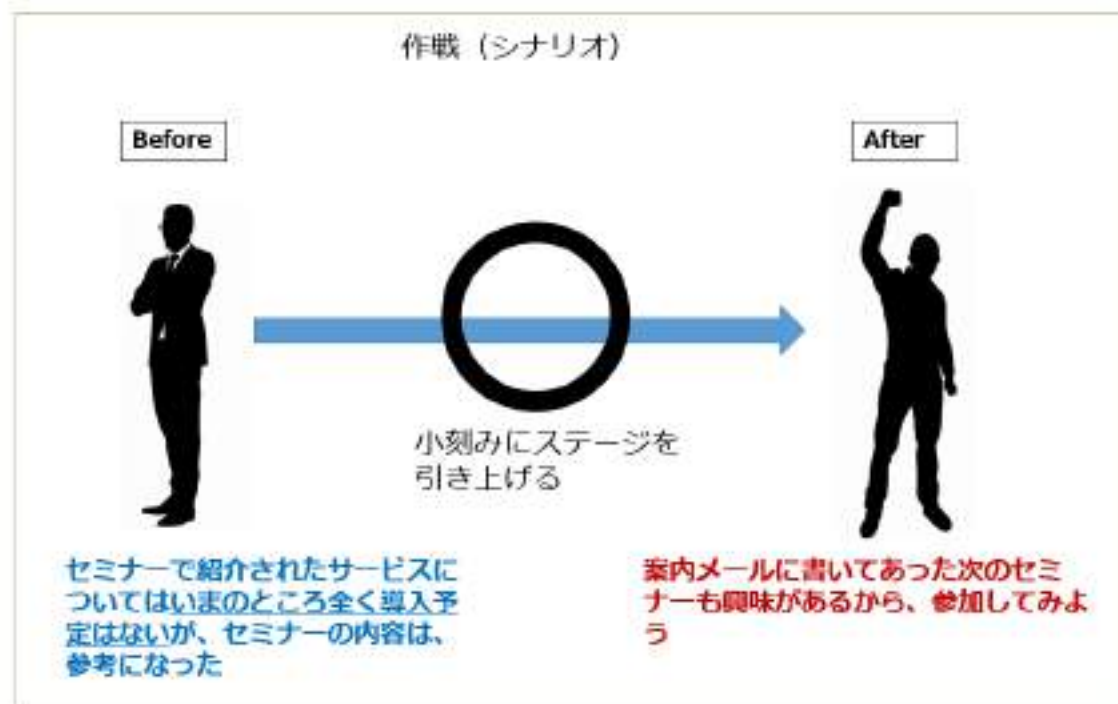 作戦（シナリオ）
Before
After
小刻みにステージを
引き上げる
セミナーで紹介されたサービスに
ついてはいまのところ全く導入予
定はないが、セミナーの内容は、
参考になった
案内メールに書いてあった次のセミ
ナーも興味があるから、参加してみよ
う